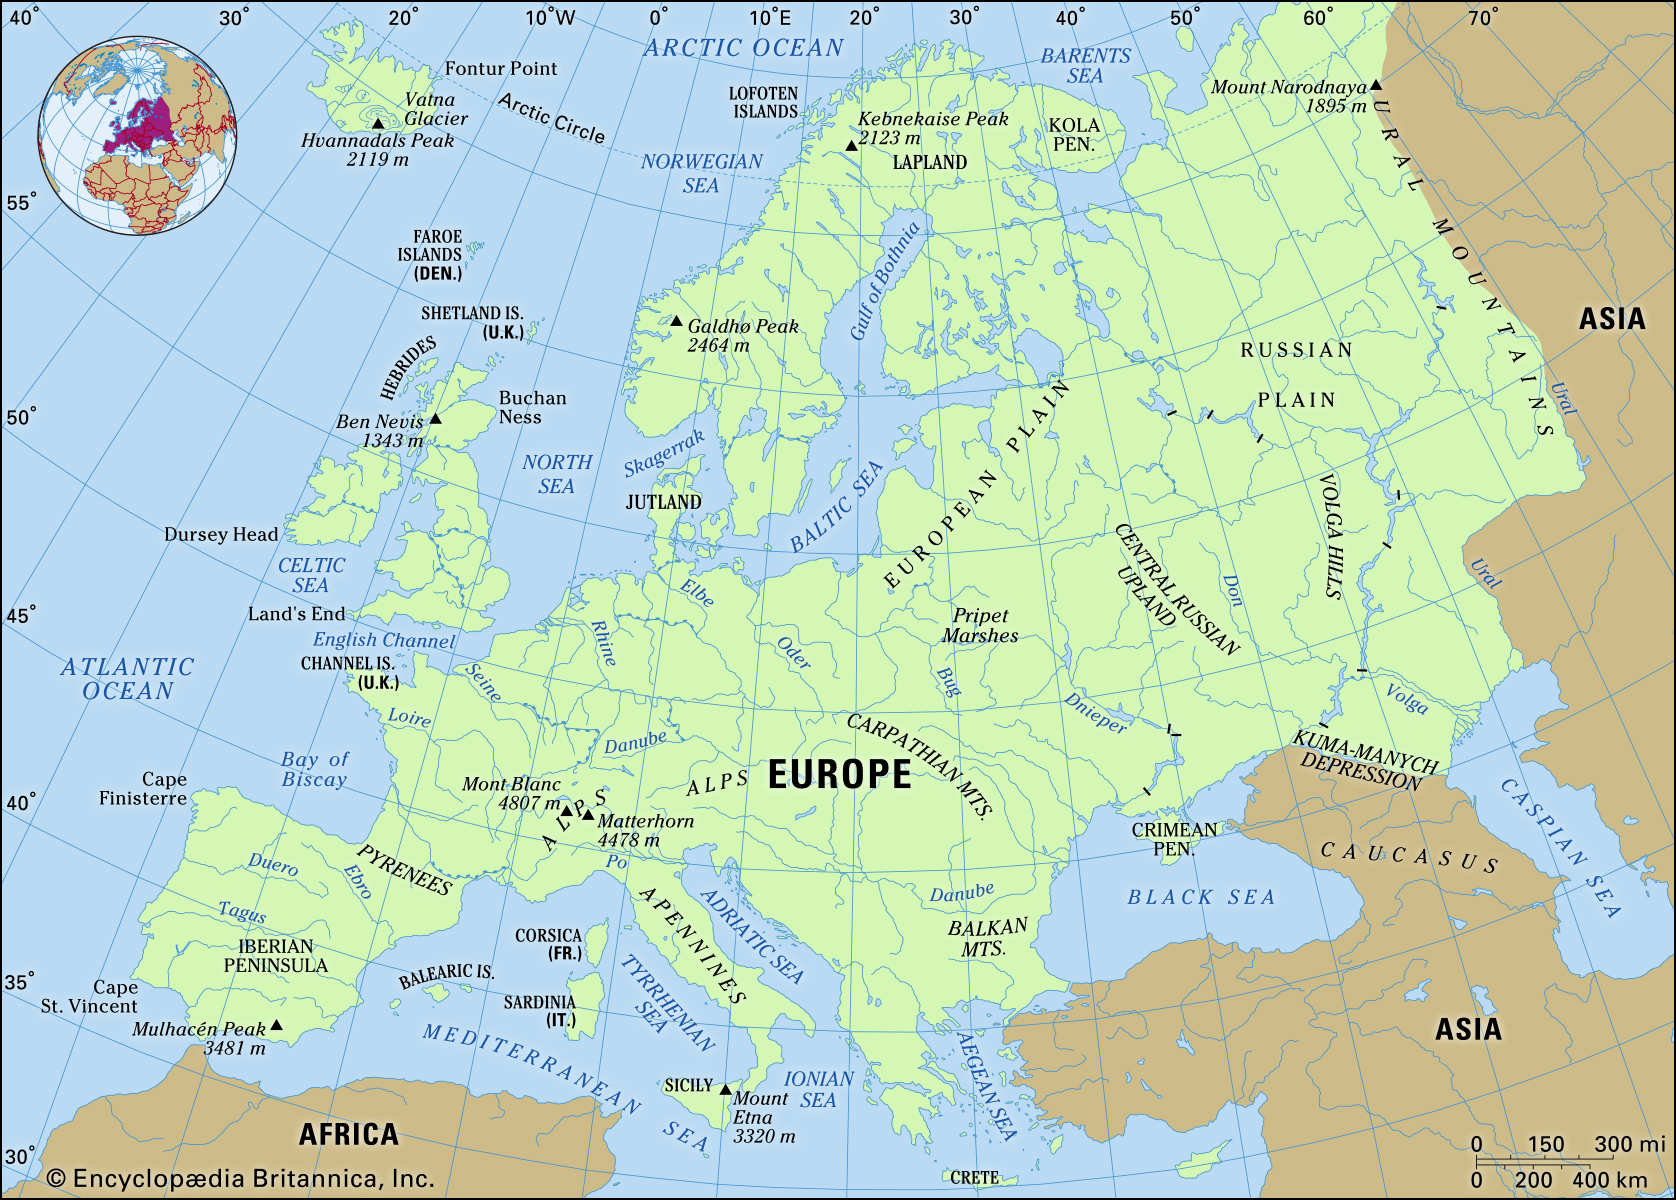 40° 30° 20° 10°W 0° 10°E 20° 30° 40° 50° 60° 70°
ARCTIC OCEAN
BARENTS
SEA
Fontur Point
Vatna
Glacier
Hvannadals Peak
2119 m
Arctic Circle
LOFOTEN
ISLANDS
Kebnekaise Peak
2123 m
LAPLAND
KOLA
PEN.
Mount Narodnaya
1895 m
URAL MOUNTAINS
NORWEGIAN
SEA
55°
FAROE
ISLANDS
(DEN.)
SHETLAND IS.
(U.K.)
HEBRIDES
Galdhø Peak
2464 m
Gulf of Bothnia
ASIA
RUSSIAN
PLAIN
Ural
50°
Ben Nevis
1343 m
Buchan
Ness
NORTH
SEA
Skagerrak
JUTLAND
BALTIC SEA
EUROPEAN PLAIN
VOLGA HILLS
CENTRAL RUSSIAN
UPLAND
Don
Ural
Dursey Head
CELTIC
SEA
Land's End
English Channel
CHANNEL IS.
(U.K.)
45°
ATLANTIC
OCEAN
Elbe
Rhine
Oder
Pripet
Marshes
Bug
Dnieper
Volga
Seine
Loire
Danube
CARPATHIAN MTS.
KUMA-MANYCH
DEPRESSION
Bay of
Biscay
Cape
Finisterre
40°
Mont-Blanc
4807 m
ALPS
ALPS
EUROPE
Matterhorn
4478 m
Po
CRIMEAN
PEN.
CASPIAN SEA
CAUCASUS
PYRENEES
Duero
Ebro
Tagus
APENNINES
ADRIATIC SEA
Danube
BLACK SEA
BALKAN
MTS.
IBERIAN
PENINSULA
CORSICA
(FR.)
BALEARIC IS.
SARDINIA
(IT.)
TYRRHENIAN
SEA
35°
Cape
St. Vincent
Mulhacén Peak
3481 m
MEDITERRANEAN
SEA
ASIA
AEGEAN SEA
SICILY
Mount
Etna
3320 m
IONIAN
SEA
AFRICA
CRETE
30°
© Encyclopædia Britannica, Inc.
0 150 300 mi
0 200 400 km